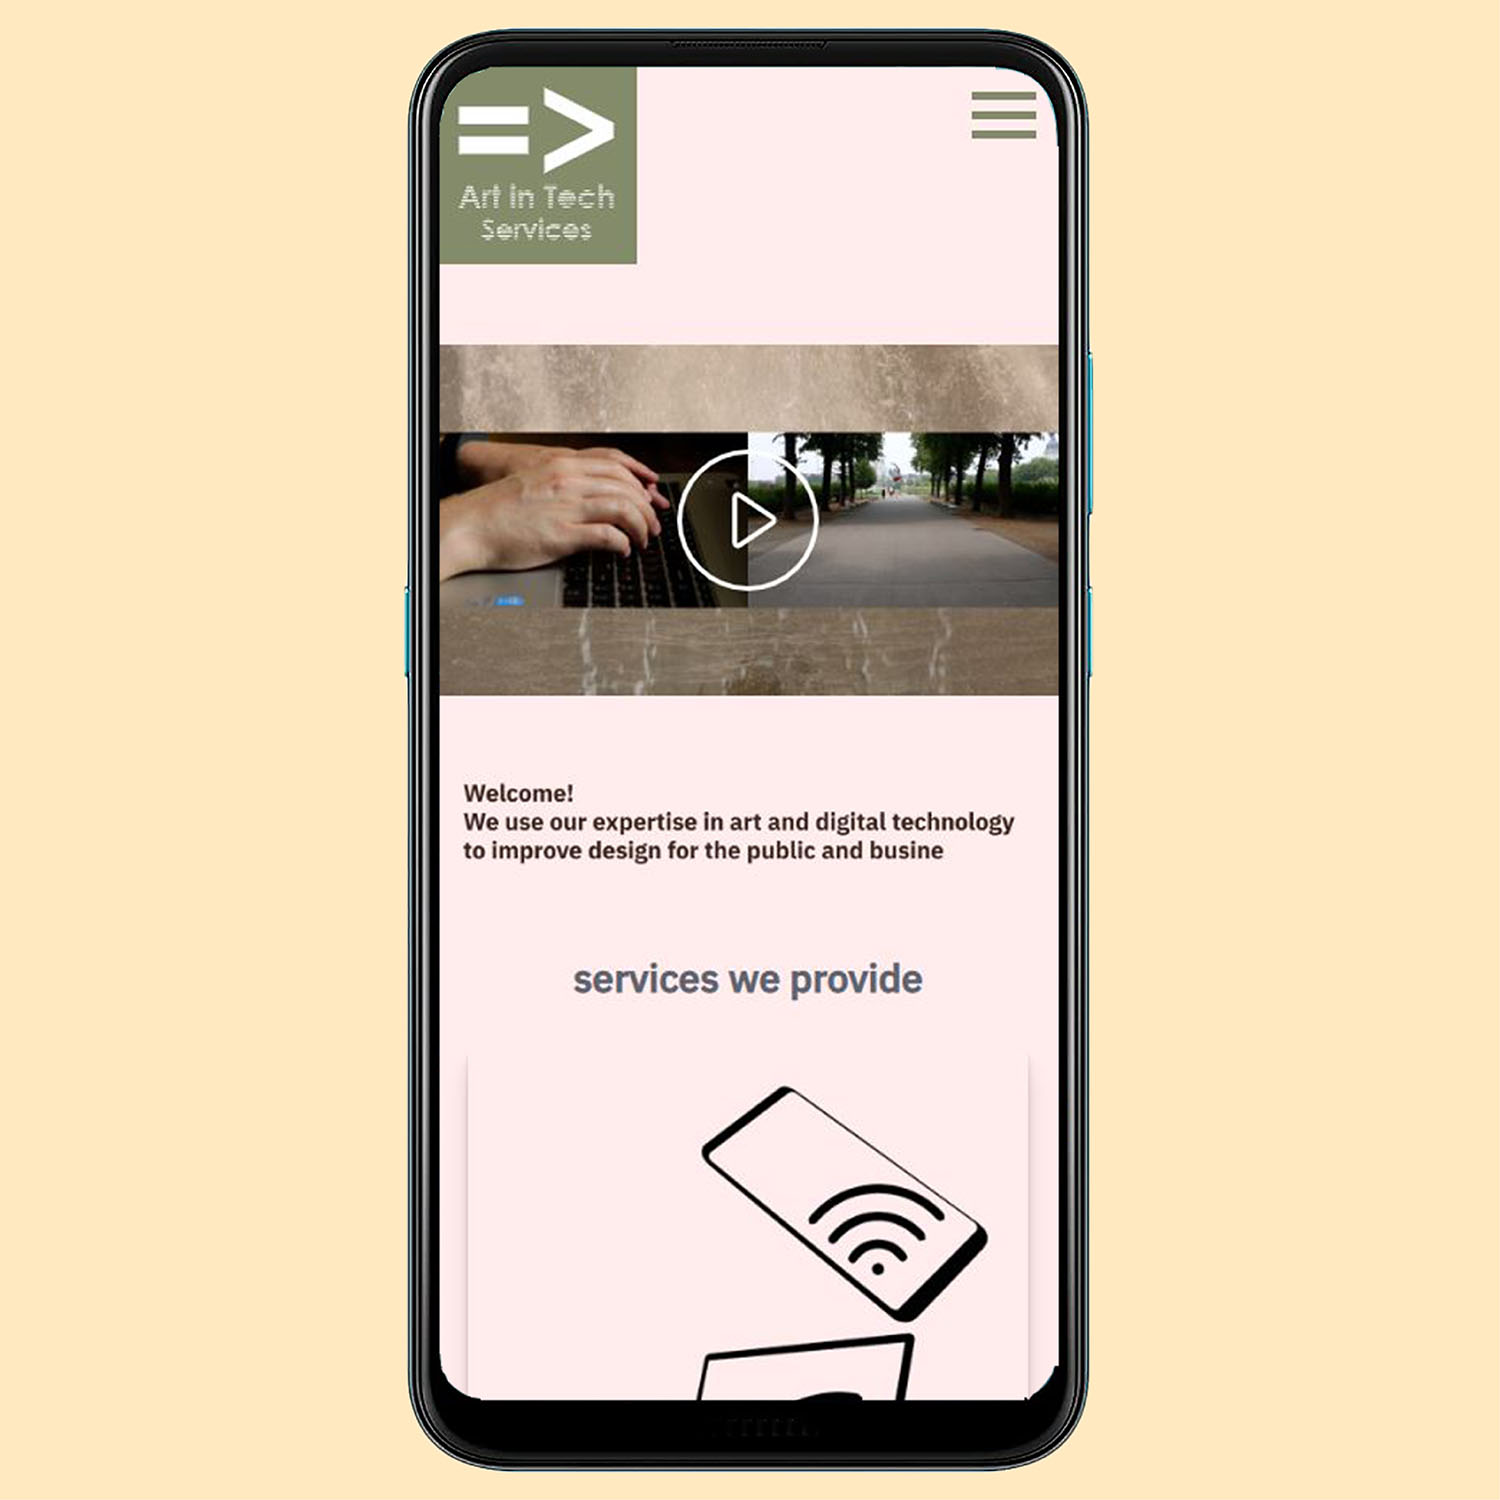 =>
Art in Tech
Services
Welcome!
We use our expertise in art and digital technology
to improve design for the public and busine
services we provide